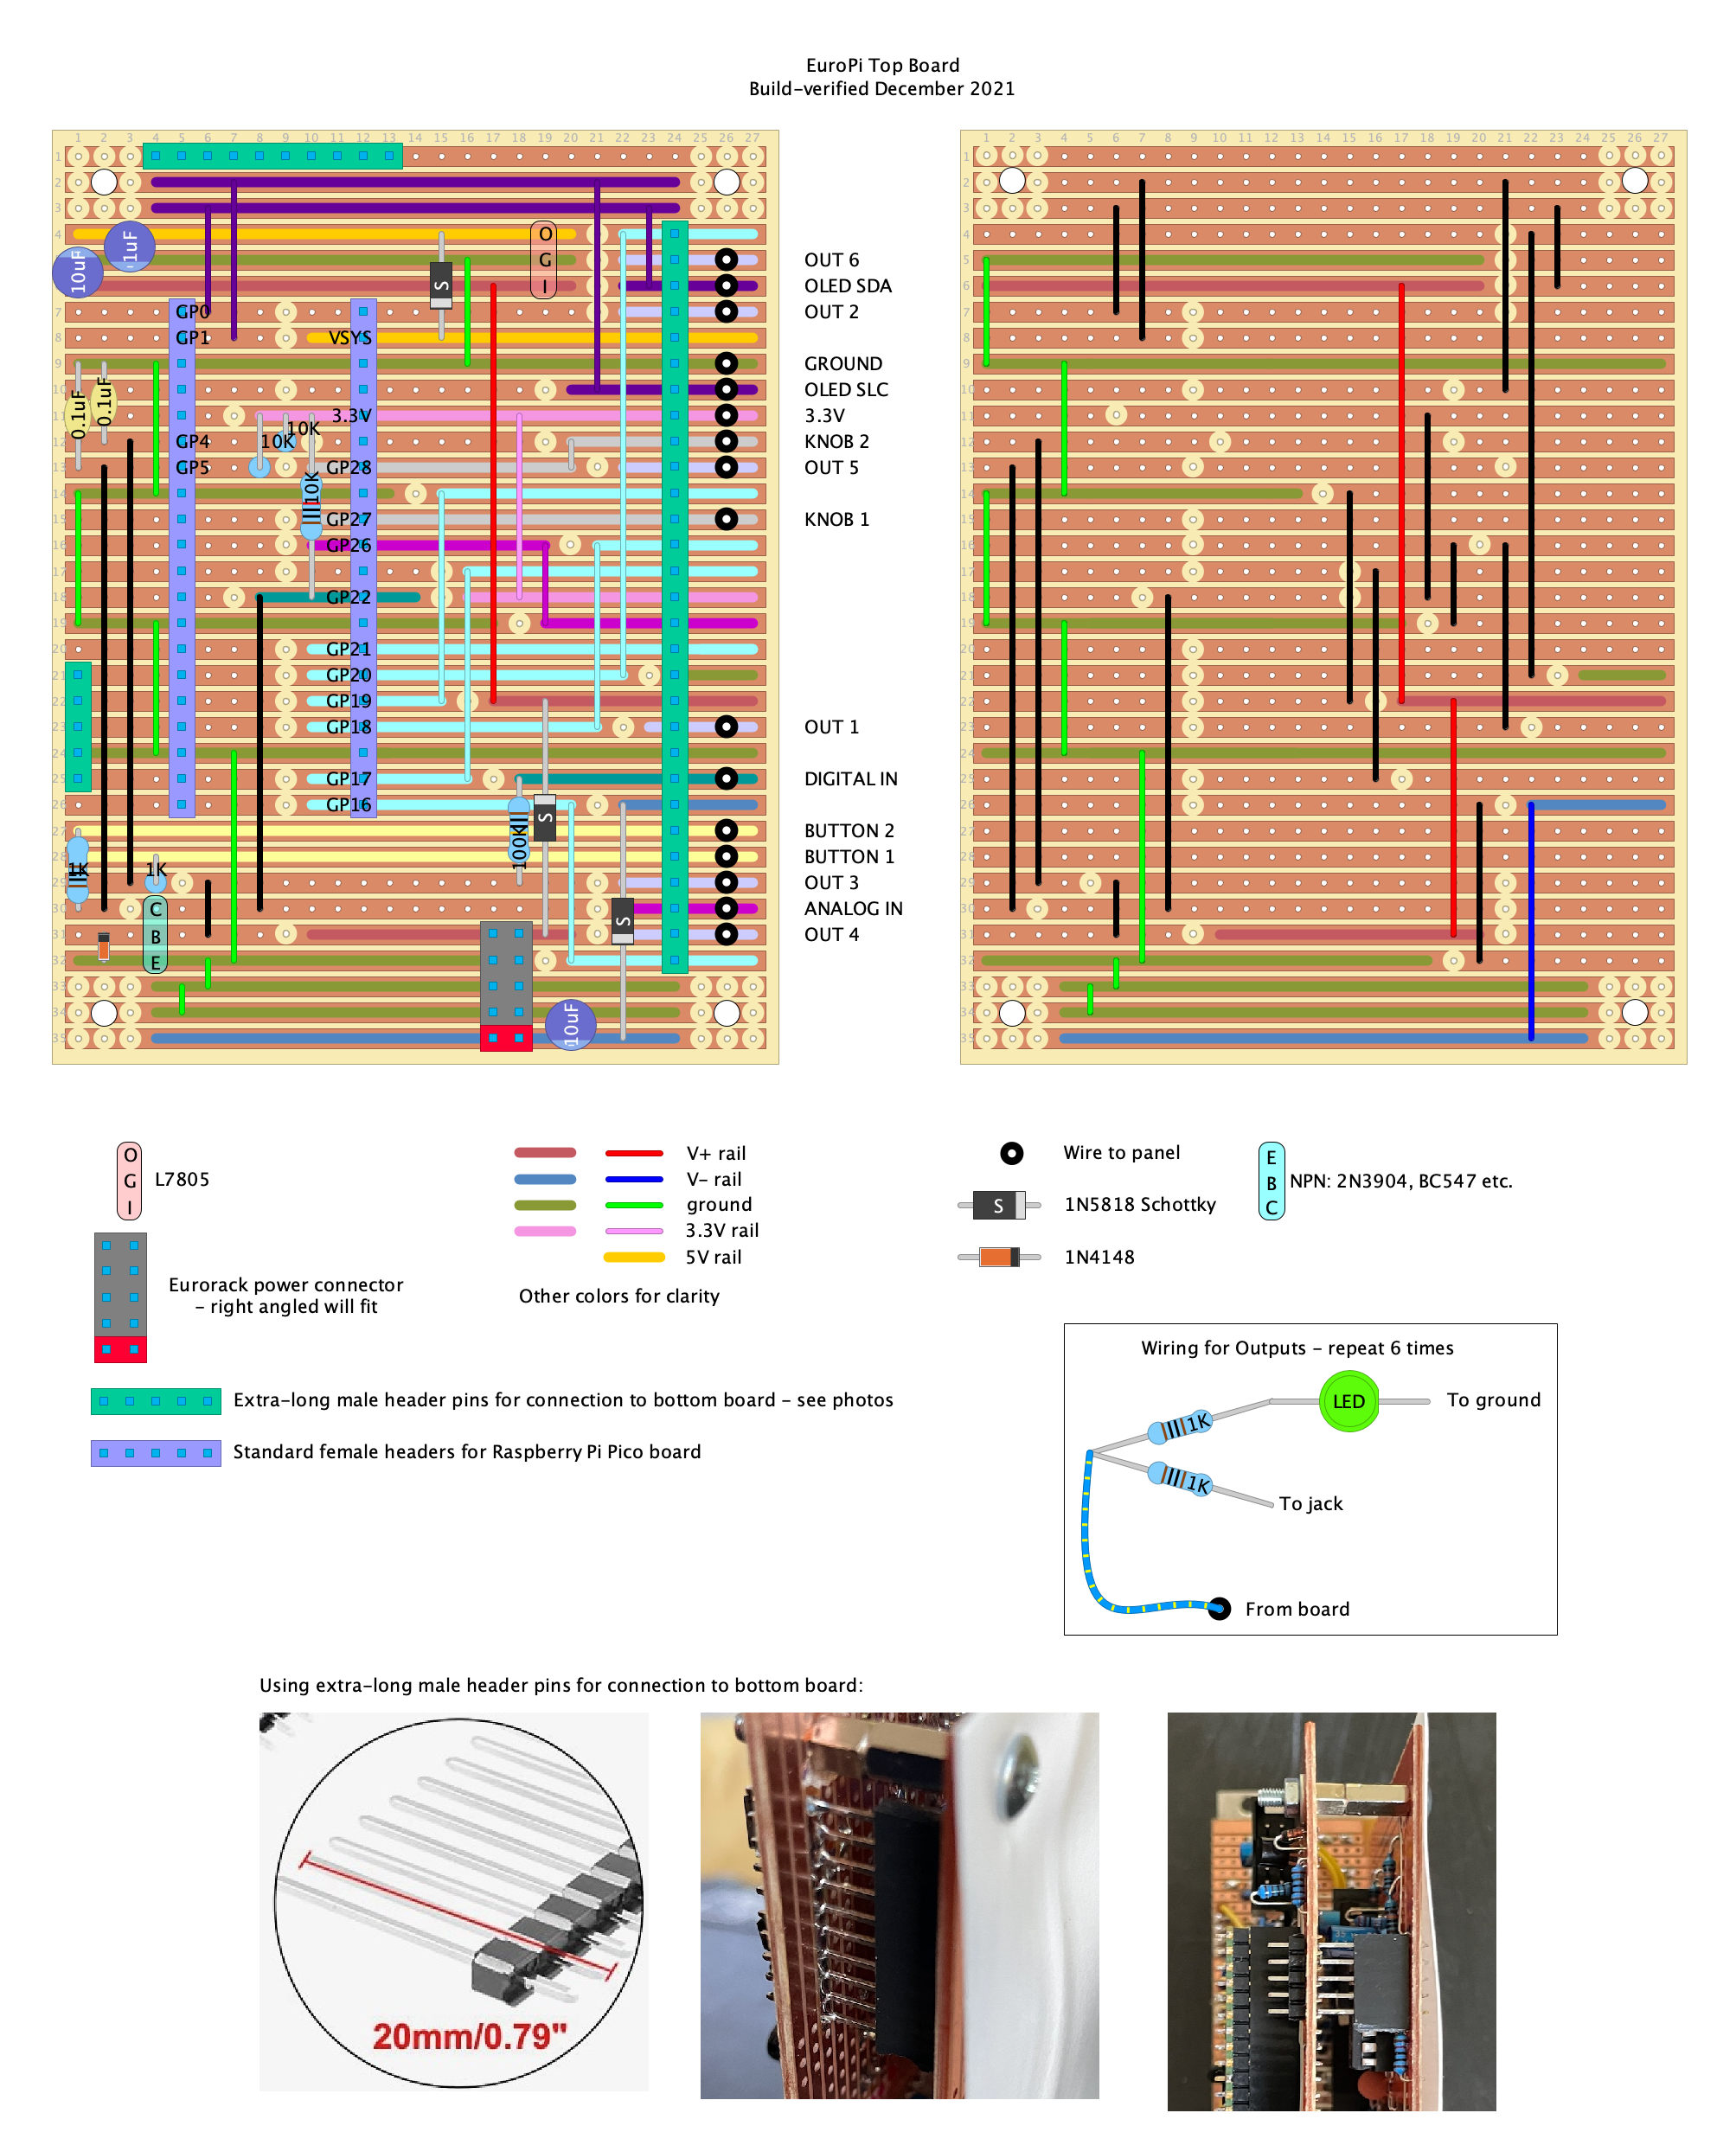 EuroPi Top Board
Build-verified December 2021
1 2 3 4 5 6 7 8 9 10 11 12 13 14 15 16 17 18 19 20 21 22 23 24 25 26 27
1 2 3 4 5 6 7 8 9 10 11 12 13 14 15 16 17 18 19 20 21 22 23 24 25 26 27
10uF
1uF
O
G
I
S
OUT 6
OLED SDA
GP0
OUT 2
GP1
VSYS
GROUND
OLED SLC
0.1uF
0.1uF
3.3V
3.3V
10K
GP4
10K
KNOB 2
GP5
GP28
OUT 5
10K
GP27
KNOB 1
GP26
GP22
GP21
GP20
GP19
GP18
OUT 1
GP17
DIGITAL IN
GP16
S
BUTTON 2
100K
BUTTON 1
1K
1K
OUT 3
C
B
E
S
ANALOG IN
OUT 4
10uF
O
G
I
L7805
V+ rail
V- rail
ground
3.3V rail
5V rail
Other colors for clarity
Wire to panel
S
1N5818 Schottky
1N4148
E
B
C
NPN: 2N3904, BC547 etc.
Eurorack power connector
- right angled will fit
Extra-long male header pins for connection to bottom board - see photos
Standard female headers for Raspberry Pi Pico board
Wiring for Outputs - repeat 6 times
LED
To ground
1K
1K
To jack
From board
Using extra-long male header pins for connection to bottom board:
20mm/0.79"